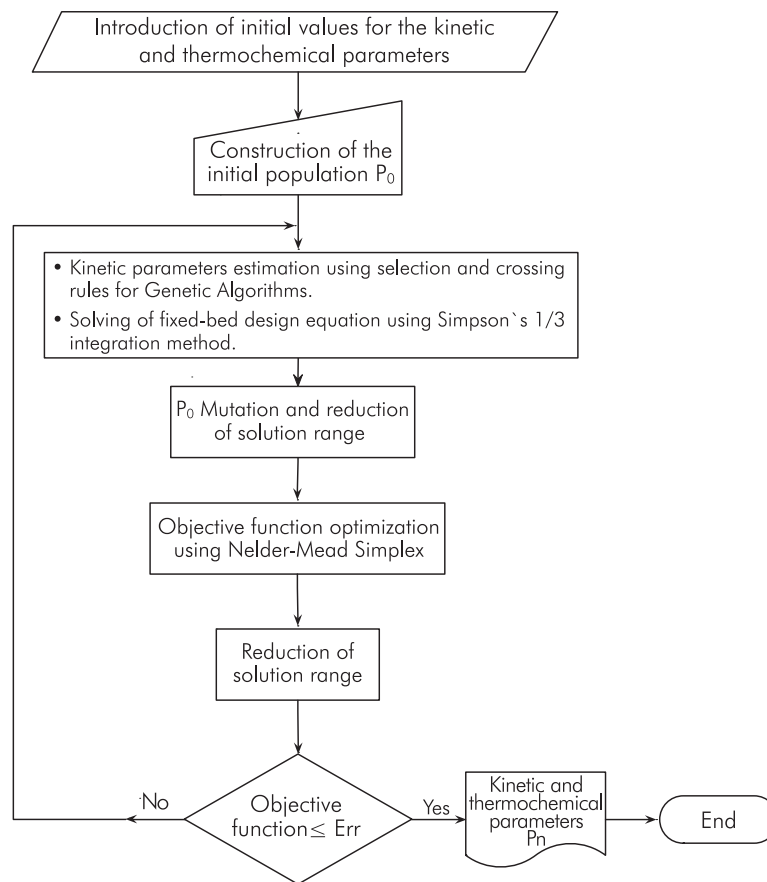 Introduction of initial values for the kinetic
and thermochemical parameters
Construction of the
initial population P₀
• Kinetic parameters estimation using selection and crossing
rules for Genetic Algorithms.
• Solving of fixed-bed design equation using Simpson`s 1/3
integration method.
P₀ Mutation and reduction
of solution range
Objective function optimization
using Nelder-Mead Simplex
Reduction of
solution range
No
Objective
function≤ Err
Yes
Kinetic and
thermochemical
parameters
Pn
End